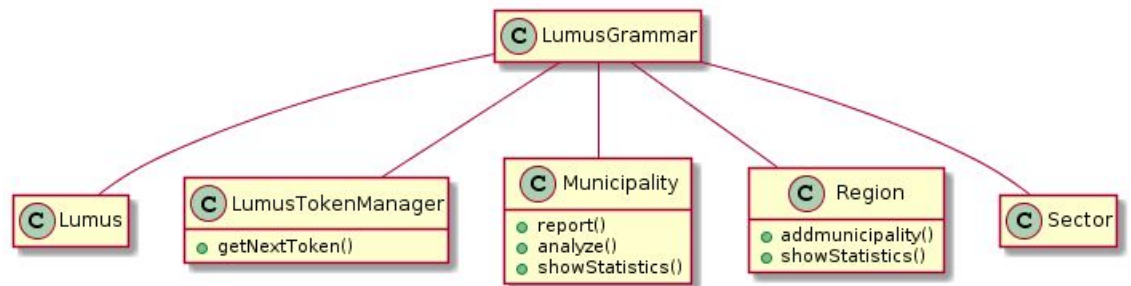 C LumusGrammar
C Lumus
C LumusTokenManager
getNextToken()
C Municipality
report()
analyze()
showStatistics()
C Region
addmunicipality()
showStatistics()
C Sector